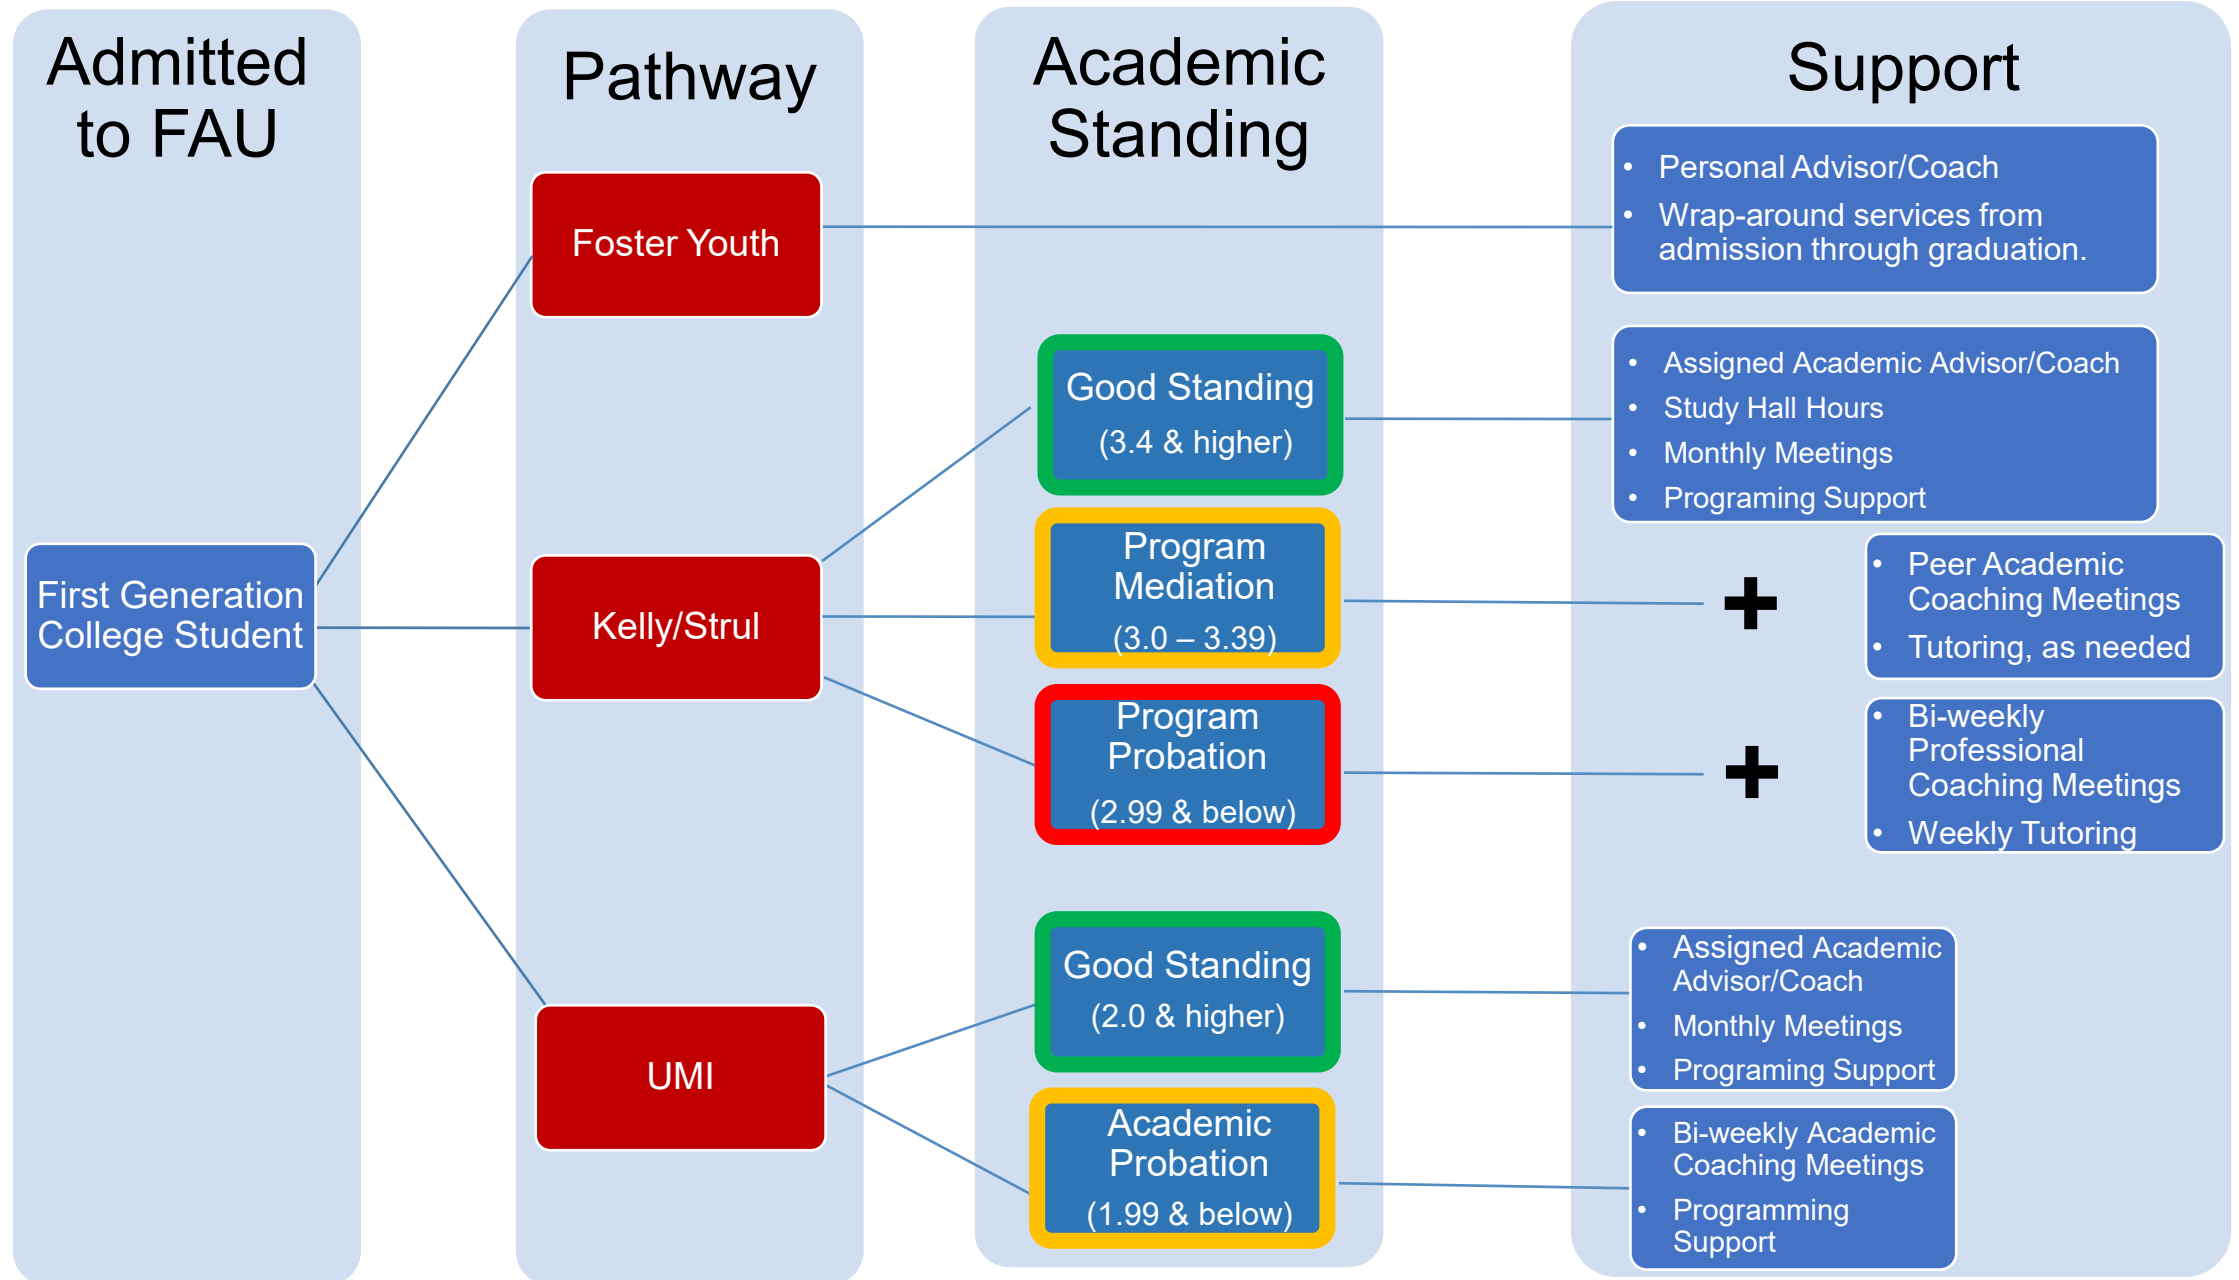 Admitted
to FAU
First Generation
College Student
Pathway
Foster Youth
Kelly/Strul
UMI
Academic
Standing
Good Standing
(3.4 & higher)
Program
Mediation
(3.0 – 3.39)
Program
Probation
(2.99 & below)
Good Standing
(2.0 & higher)
Academic
Probation
(1.99 & below)
Support
• Personal Advisor/Coach
• Wrap-around services from
admission through graduation.
• Assigned Academic Advisor/Coach
• Study Hall Hours
• Monthly Meetings
• Programing Support
+
• Peer Academic
Coaching Meetings
• Tutoring, as needed
+
• Bi-weekly
Professional
Coaching Meetings
• Weekly Tutoring
• Assigned Academic
Advisor/Coach
• Monthly Meetings
• Programing Support
• Bi-weekly Academic
Coaching Meetings
• Programming
Support